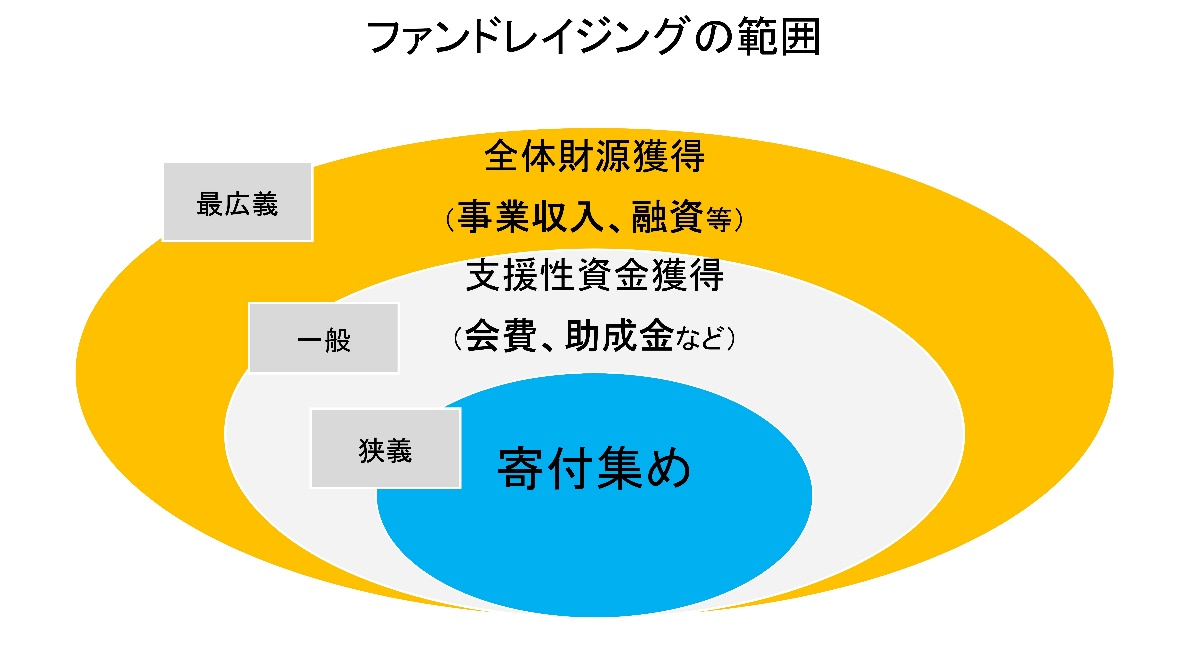 ファンドレイジングの範囲
全体財源獲得
最広義
（事業収入、融資等）
支援性資金獲得
一般
（会費、助成金など）
狭義
寄付集め